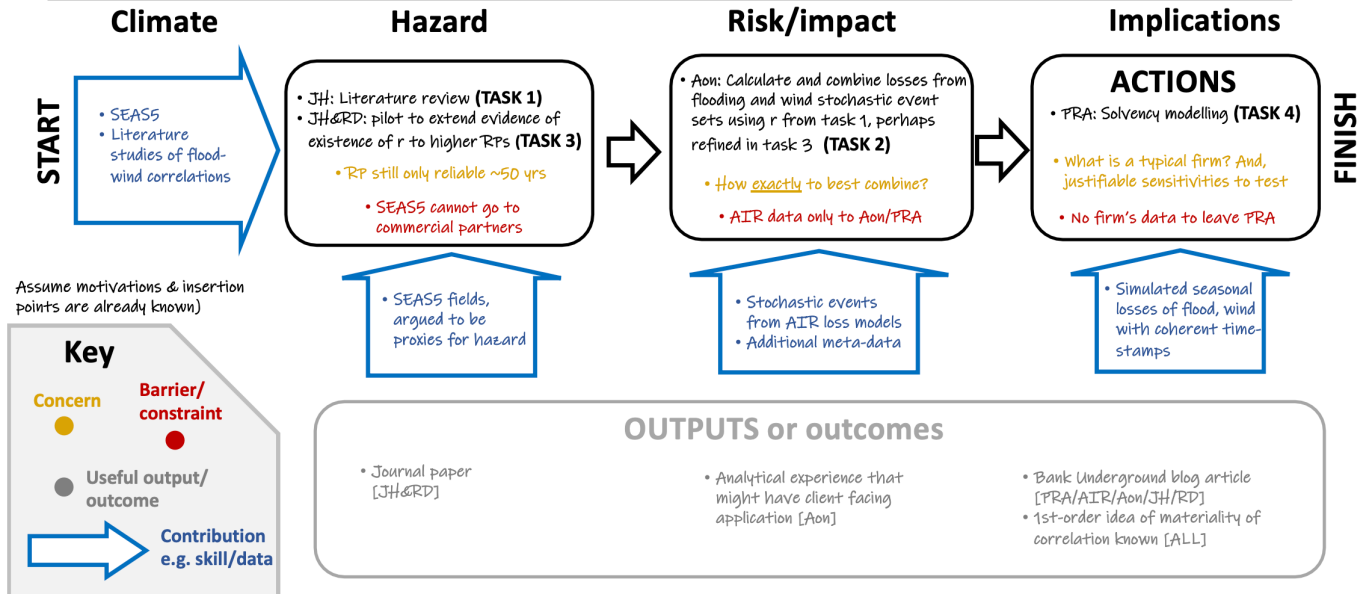 Climate
Hazard
Risk/impact
Implications
START
• SEAS5
• Literature
studies of flood-
wind correlations
• JH: Literature review (TASK 1)
• JH&RD: pilot to extend evidence of
existence of r to higher RPs (TASK 3)
• RP still only reliable ~50 yrs
• SEAS5 cannot go to
commercial partners
• Aon: Calculate and combine losses from
flooding and wind stochastic event
sets using r from task 1, perhaps
refined in task 3 (TASK 2)
• How exactly to best combine?
• AIR data only to Aon/PRA
ACTIONS
• PRA: Solvency modelling (TASK 4)
• What is a typical firm? And,
justifiable sensitivities to test
• No firm's data to leave PRA
FINISH
• SEAS5 fields,
argued to be
proxies for hazard
• Stochastic events
from AIR loss models
• Additional meta-data
• Simulated seasonal
losses of flood, wind
with coherent time-
stamps
Assume motivations & insertion
points are already known)
Key
Concern
Barrier/
constraint
Useful output/
outcome
Contribution
e.g. skill/data
OUTPUTS or outcomes
• Journal paper
[JH&RD]
• Analytical experience that
might have client facing
application [Aon]
• Bank Underground blog article
[PRA/AIR/Aon/JH/RD]
• 1st-order idea of materiality of
correlation known [ALL]